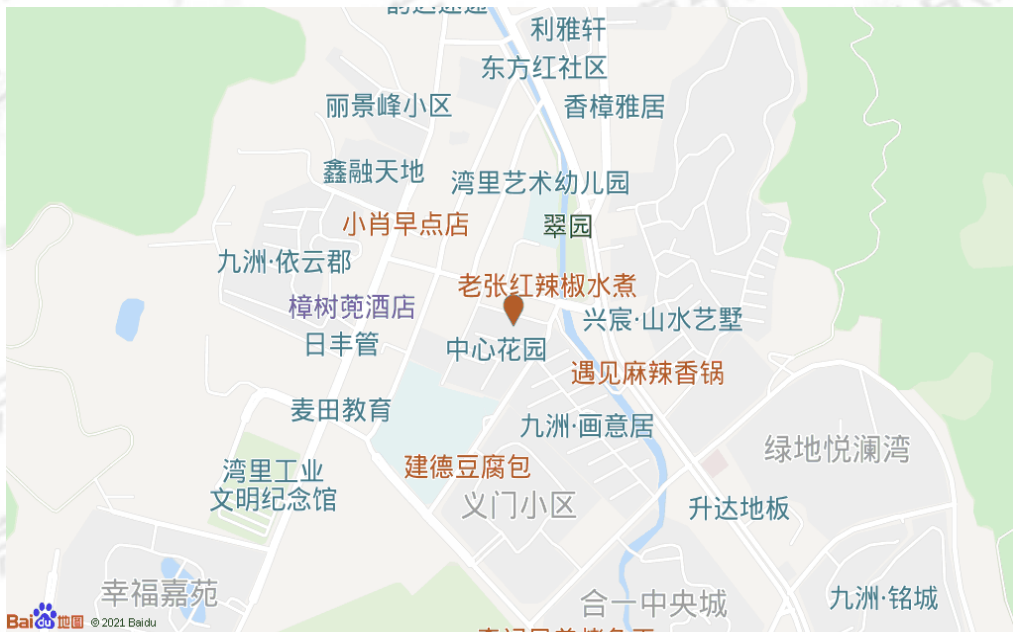 利雅轩
东方红社区
丽景峰小区
香樟雅居
鑫融天地
湾里艺术幼儿园
小肖早点店
翠园
九洲·依云郡
老张红辣椒水煮
樟树蔸酒店
兴宸·山水艺墅
日丰管
中心花园
遇见麻辣香锅
麦田教育
九洲·画意居
绿地悦澜湾
建德豆腐包
湾里工业
文明纪念馆
义门小区
升达地板
幸福嘉苑
合一中央城
九洲·铭城
Bai du 地图 © 2021 Baidu